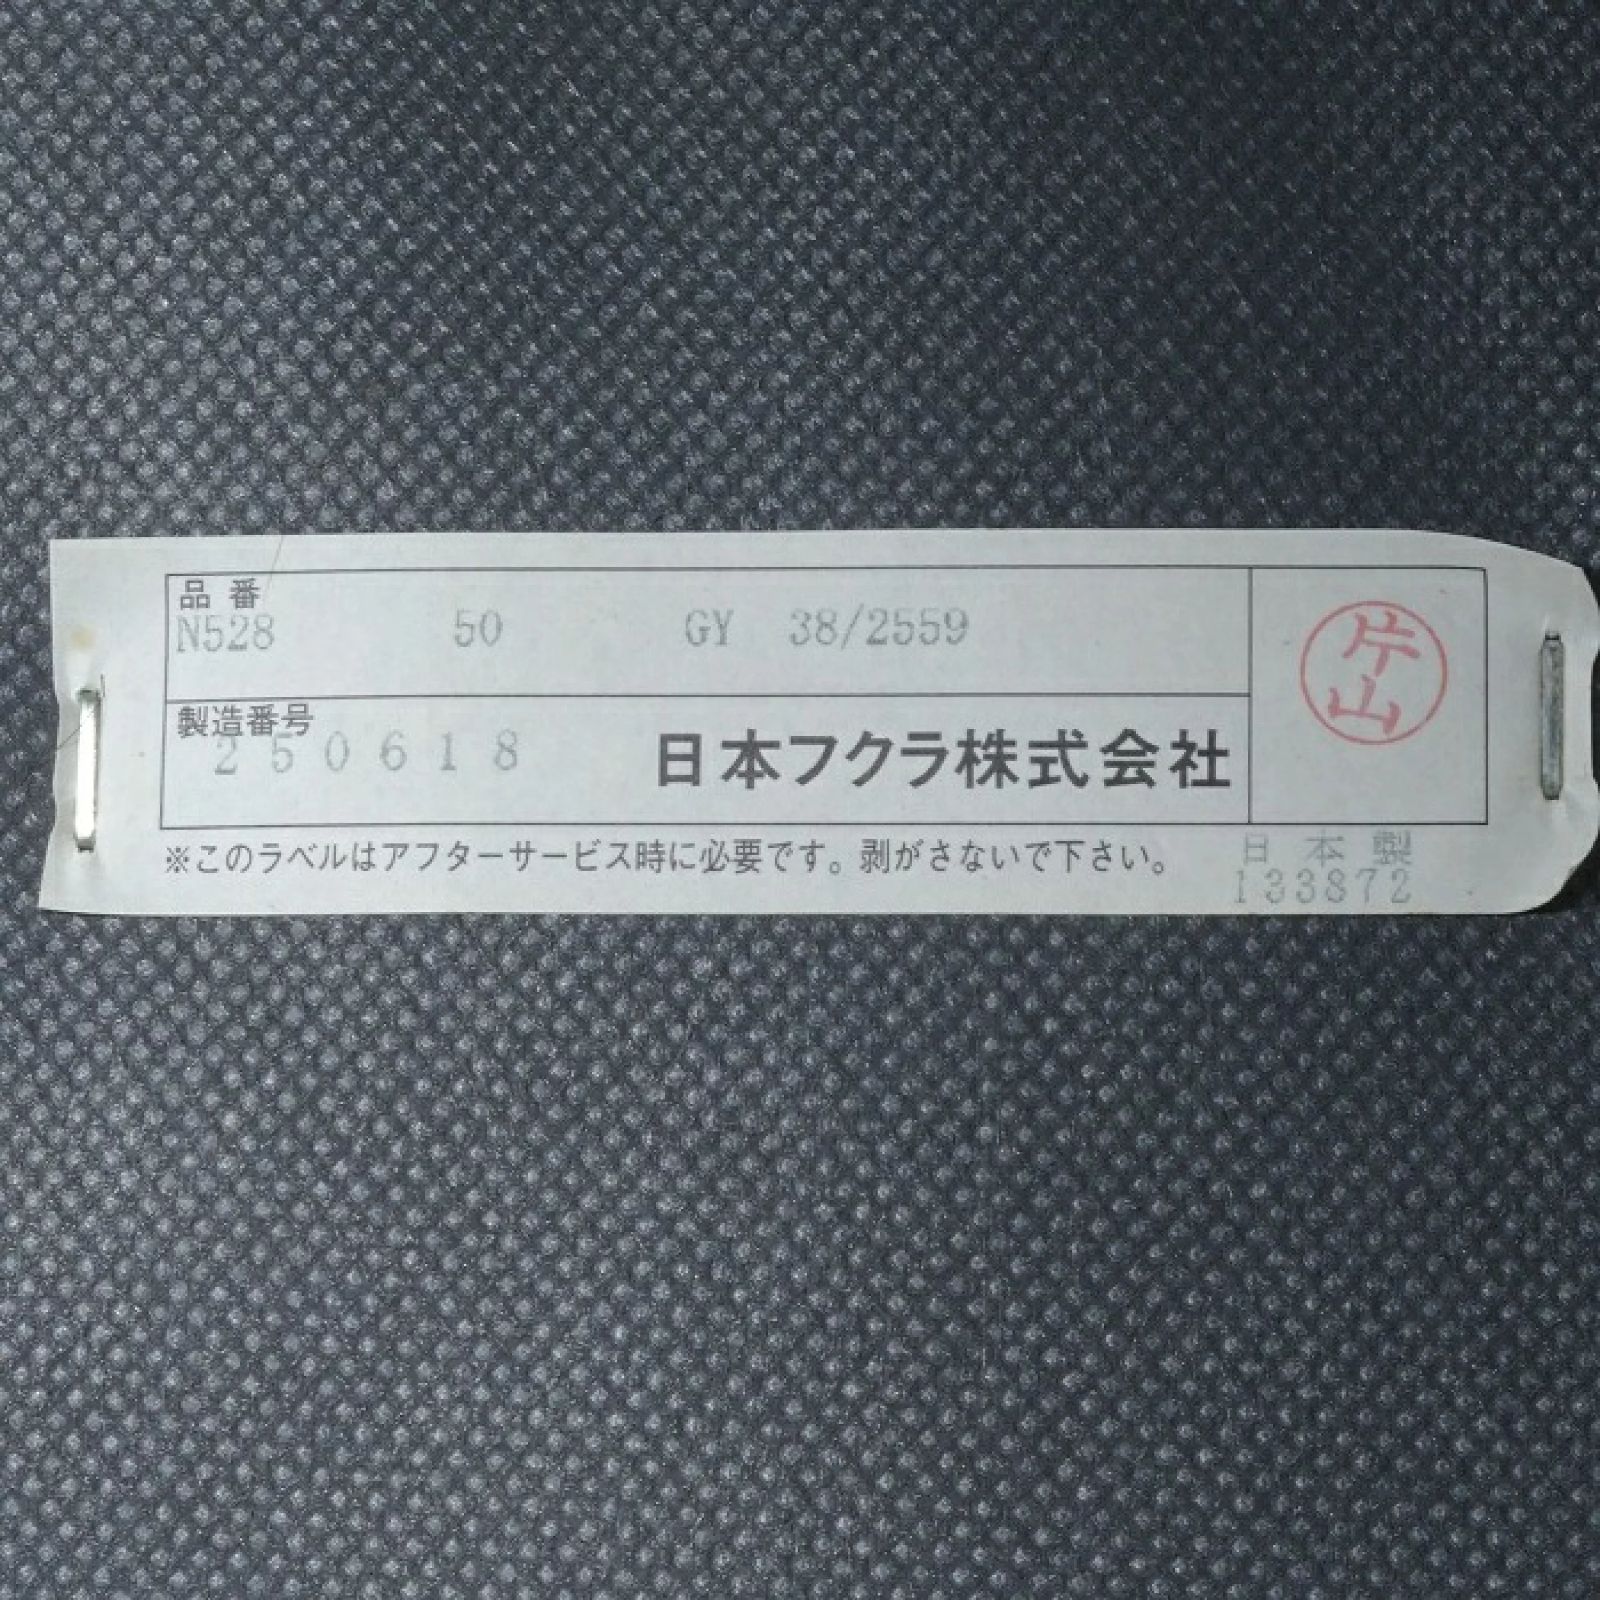 品番
N528 50 GY 38/2559
片山
製造番号
250618 日本フクラ株式会社
※このラベルはアフターサービス時に必要です。剥がさないで下さい。
日本製
133872